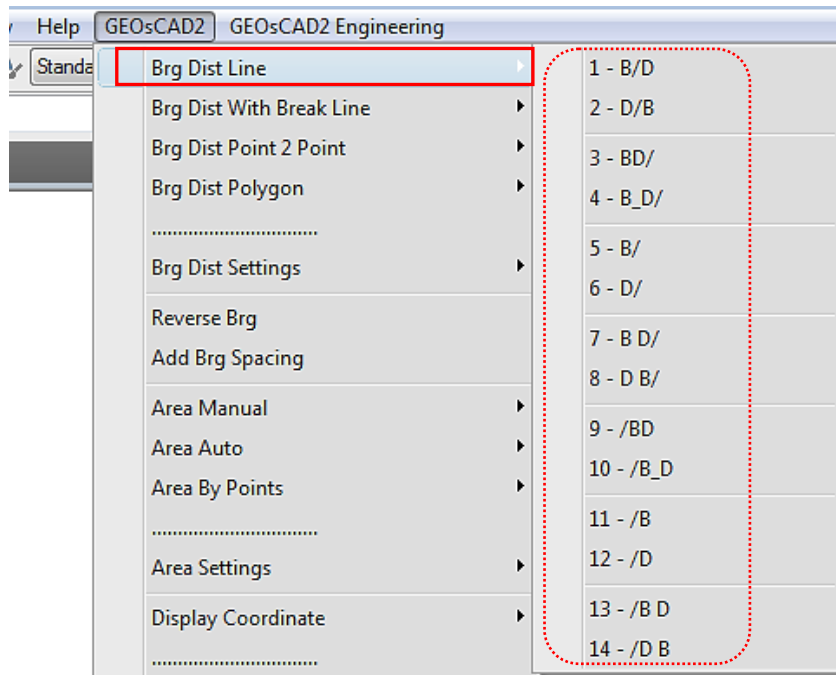 Help GEOsCAD2 GEOsCAD2 Engineering
Standa
Brg Dist Line
Brg Dist With Break Line
Brg Dist Point 2 Point
Brg Dist Polygon
................................
Brg Dist Settings
Reverse Brg
Add Brg Spacing
Area Manual
Area Auto
Area By Points
................................
Area Settings
Display Coordinate
................................
1 - B/D
2 - D/B
3 - BD/
4 - B_D/
5 - B/
6 - D/
7 - B D/
8 - D B/
9 - /BD
10 - /B_D
11 - /B
12 - /D
13 - /B D
14 - /D B